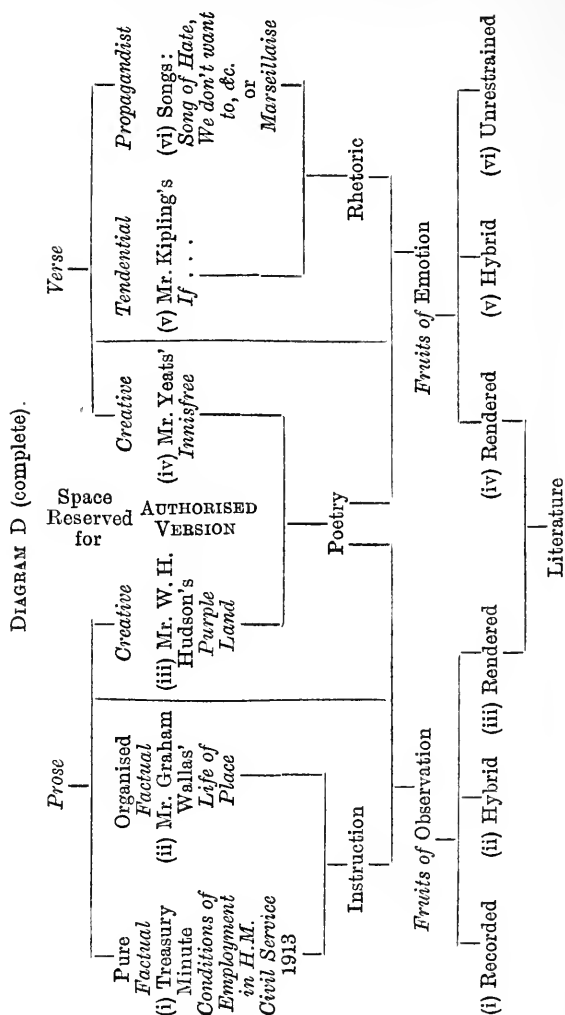 DIAGRAM D (complete).
Prose
Verse
Pure
Factual
(i) Treasury
Minute
Conditions of
Employment
in H.M.
Civil Service
1913
Organised
Factual
(ii) Mr. Graham
Wallas'
Life of
Place
Creative
(iii) Mr. W. H.
Hudson's
Purple
Land
Space
Reserved
for
AUTHORISED
VERSION
Creative
(iv) Mr. Yeats'
Innisfree
Tendential
(v) Mr. Kipling's
If . . .
Propagandist
(vi) Songs:
Song of Hate,
We don't want
to, &c.
or
Marseillaise
Instruction
Poetry
Rhetoric
Fruits of Observation
Fruits of Emotion
(i) Recorded
(ii) Hybrid
(iii) Rendered
(iv) Rendered
(v) Hybrid
(vi) Unrestrained
Literature